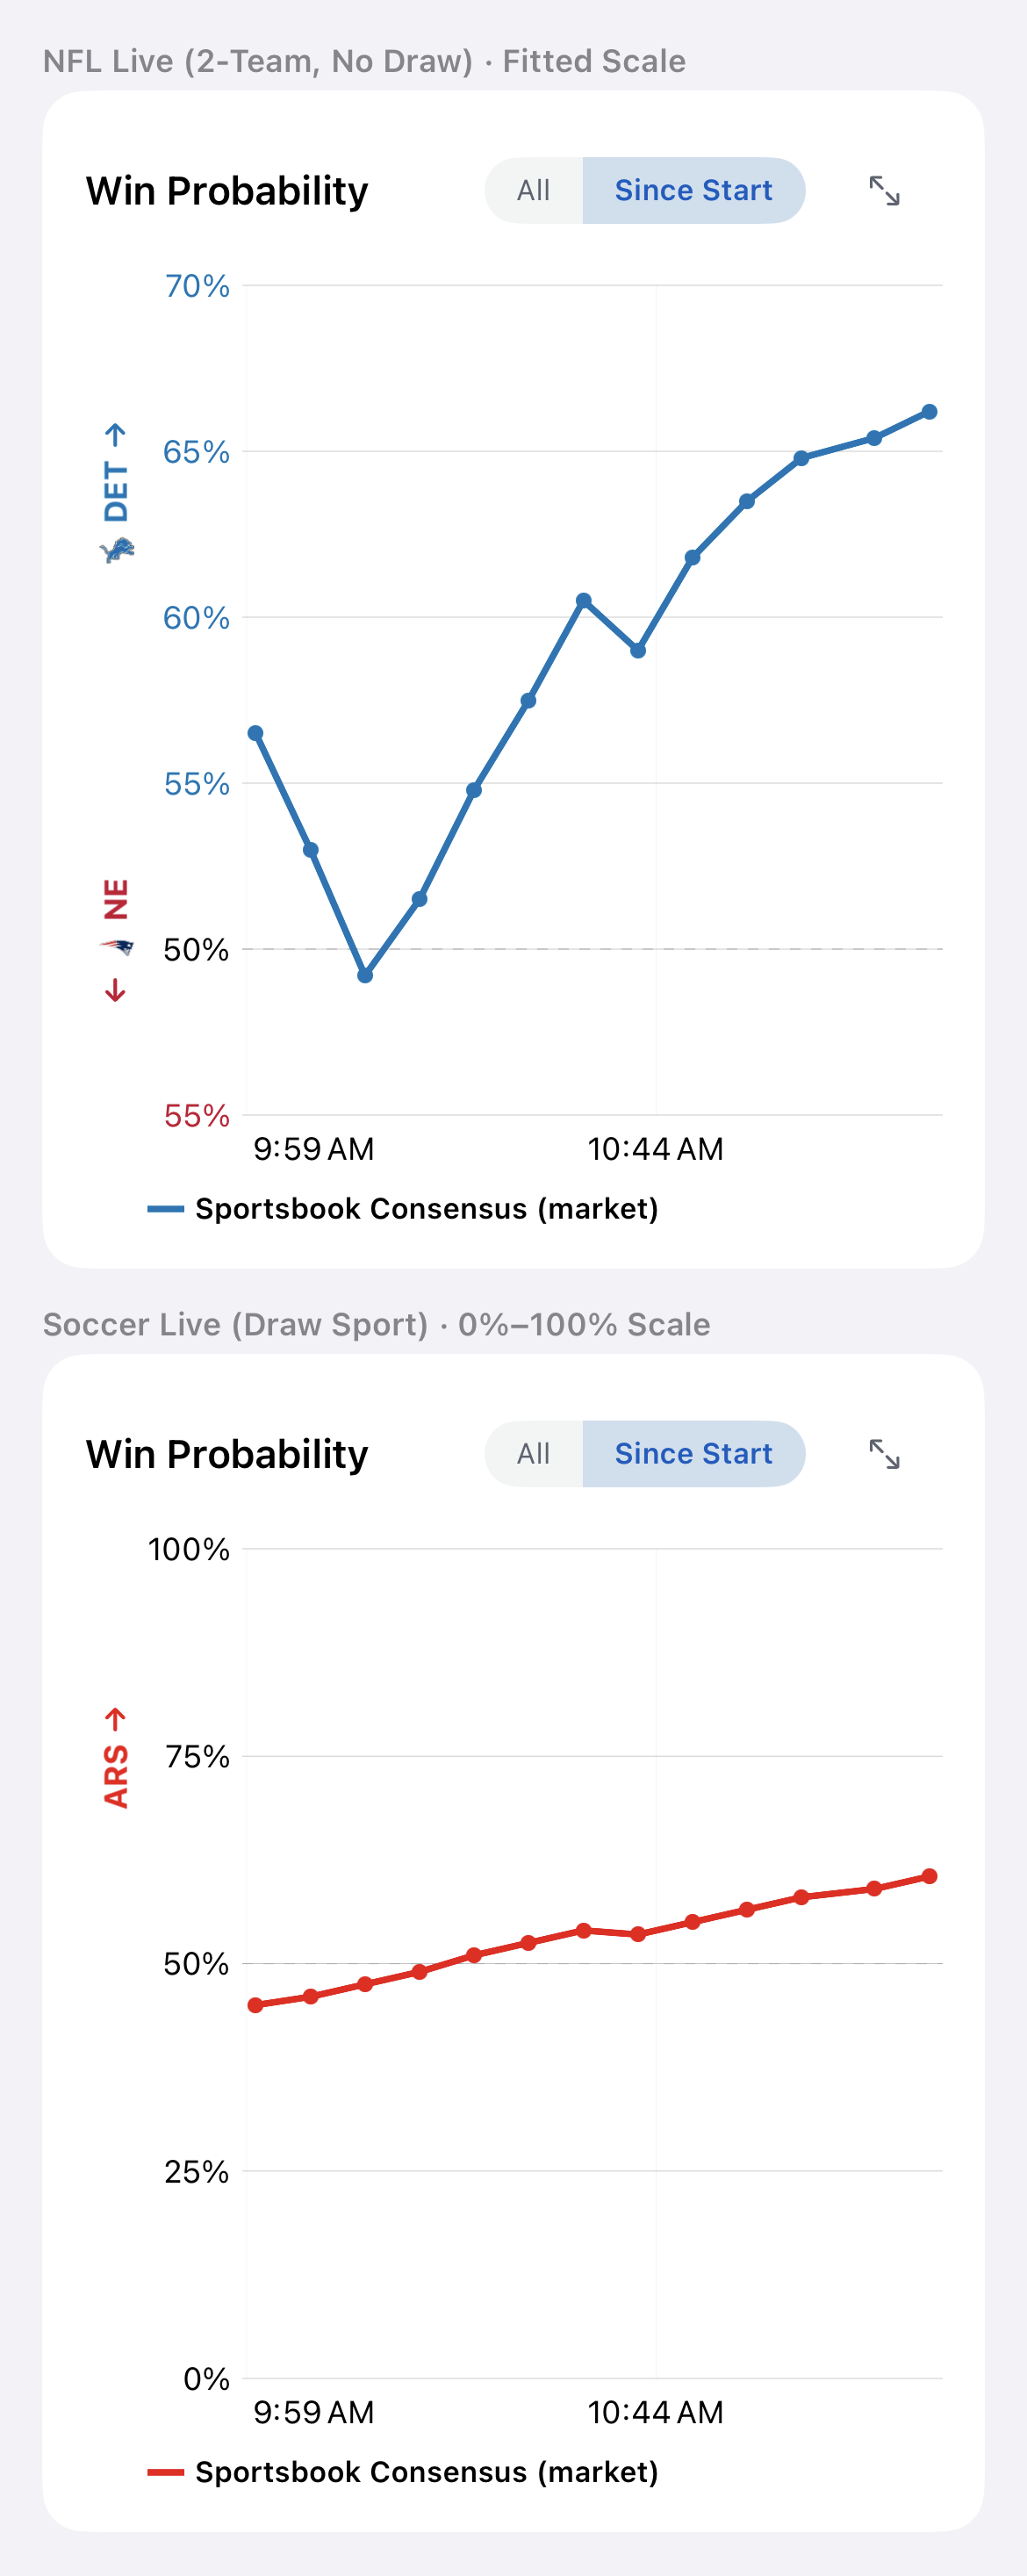 NFL Live (2-Team, No Draw) · Fitted Scale
Win Probability
All
Since Start
70%
65%
60%
55%
50%
55%
DET →
← NE
9:59 AM
10:44 AM
Sportsbook Consensus (market)
Soccer Live (Draw Sport) · 0%–100% Scale
Win Probability
All
Since Start
100%
75%
50%
25%
0%
ARS →
9:59 AM
10:44 AM
Sportsbook Consensus (market)